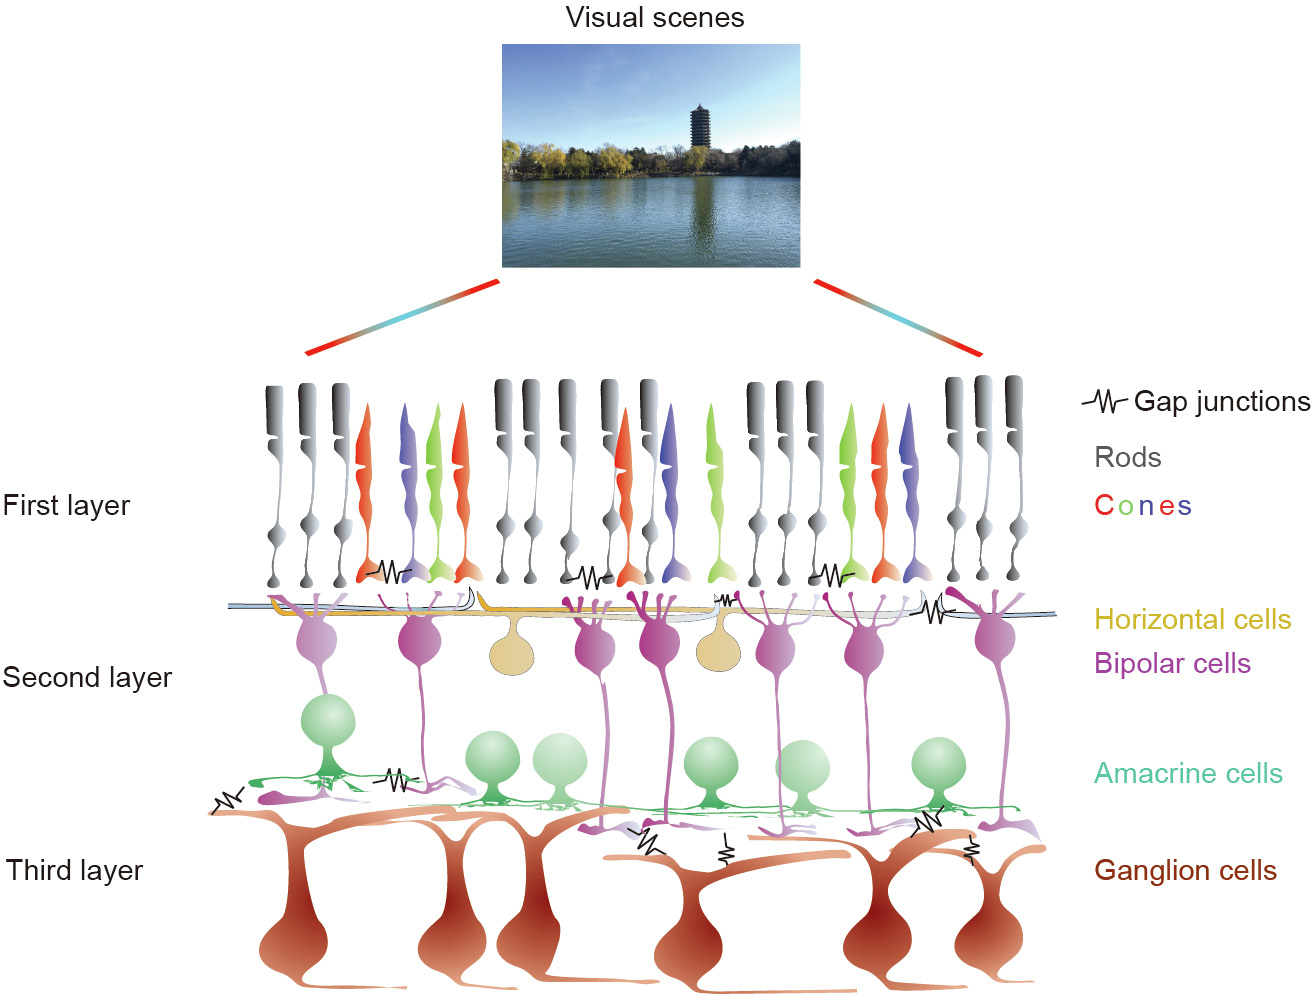 Visual scenes
Gap junctions
Rods
Cones
First layer
Horizontal cells
Bipolar cells
Second layer
Amacrine cells
Third layer
Ganglion cells